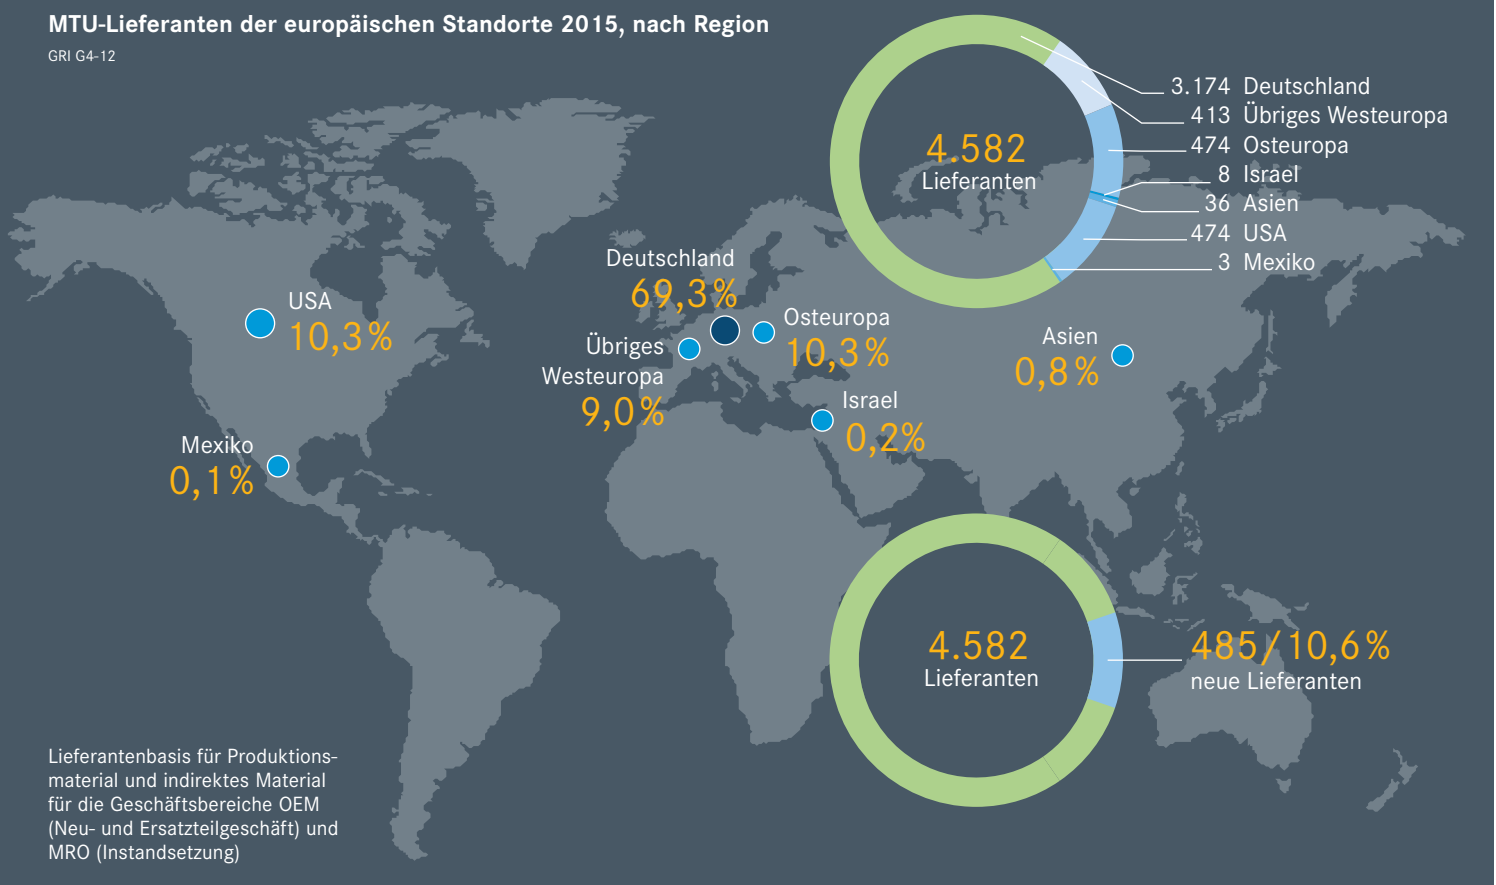 MTU-Lieferanten der europäischen Standorte 2015, nach Region
GRI G4-12
3.174 Deutschland
413 Übriges Westeuropa
474 Osteuropa
8 Israel
36 Asien
474 USA
3 Mexiko
4.582
Lieferanten
Deutschland
69,3%
USA
10,3%
Osteuropa
10,3%
Übriges
Westeuropa
9,0%
Asien
0,8%
Israel
0,2%
Mexiko
0,1%
4.582
Lieferanten
485/10,6%
neue Lieferanten
Lieferantenbasis für Produktions-
material und indirektes Material
für die Geschäftsbereiche OEM
(Neu- und Ersatzteilgeschäft) und
MRO (Instandsetzung)